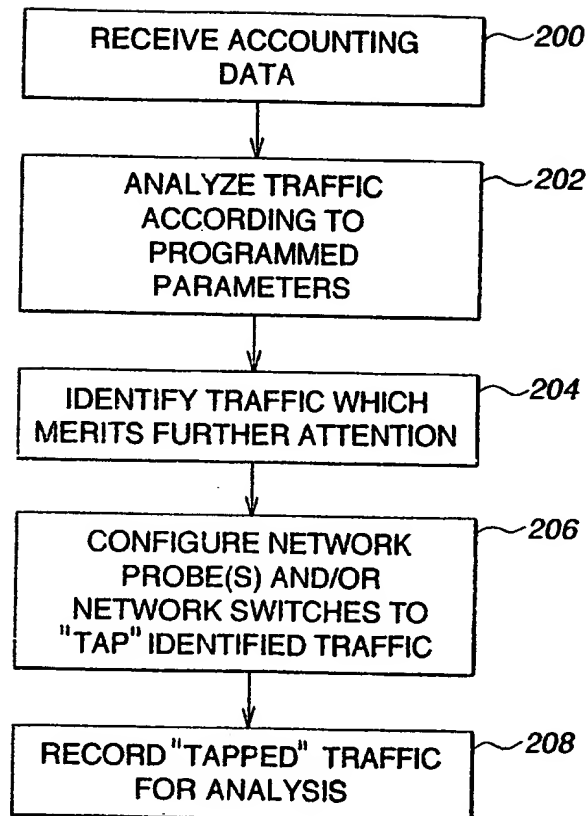 RECEIVE ACCOUNTING
DATA
200
ANALYZE TRAFFIC
ACCORDING TO
PROGRAMMED
PARAMETERS
202
IDENTIFY TRAFFIC WHICH
MERITS FURTHER ATTENTION
204
CONFIGURE NETWORK
PROBE(S) AND/OR
NETWORK SWITCHES TO
"TAP" IDENTIFIED TRAFFIC
206
RECORD "TAPPED" TRAFFIC
FOR ANALYSIS
208